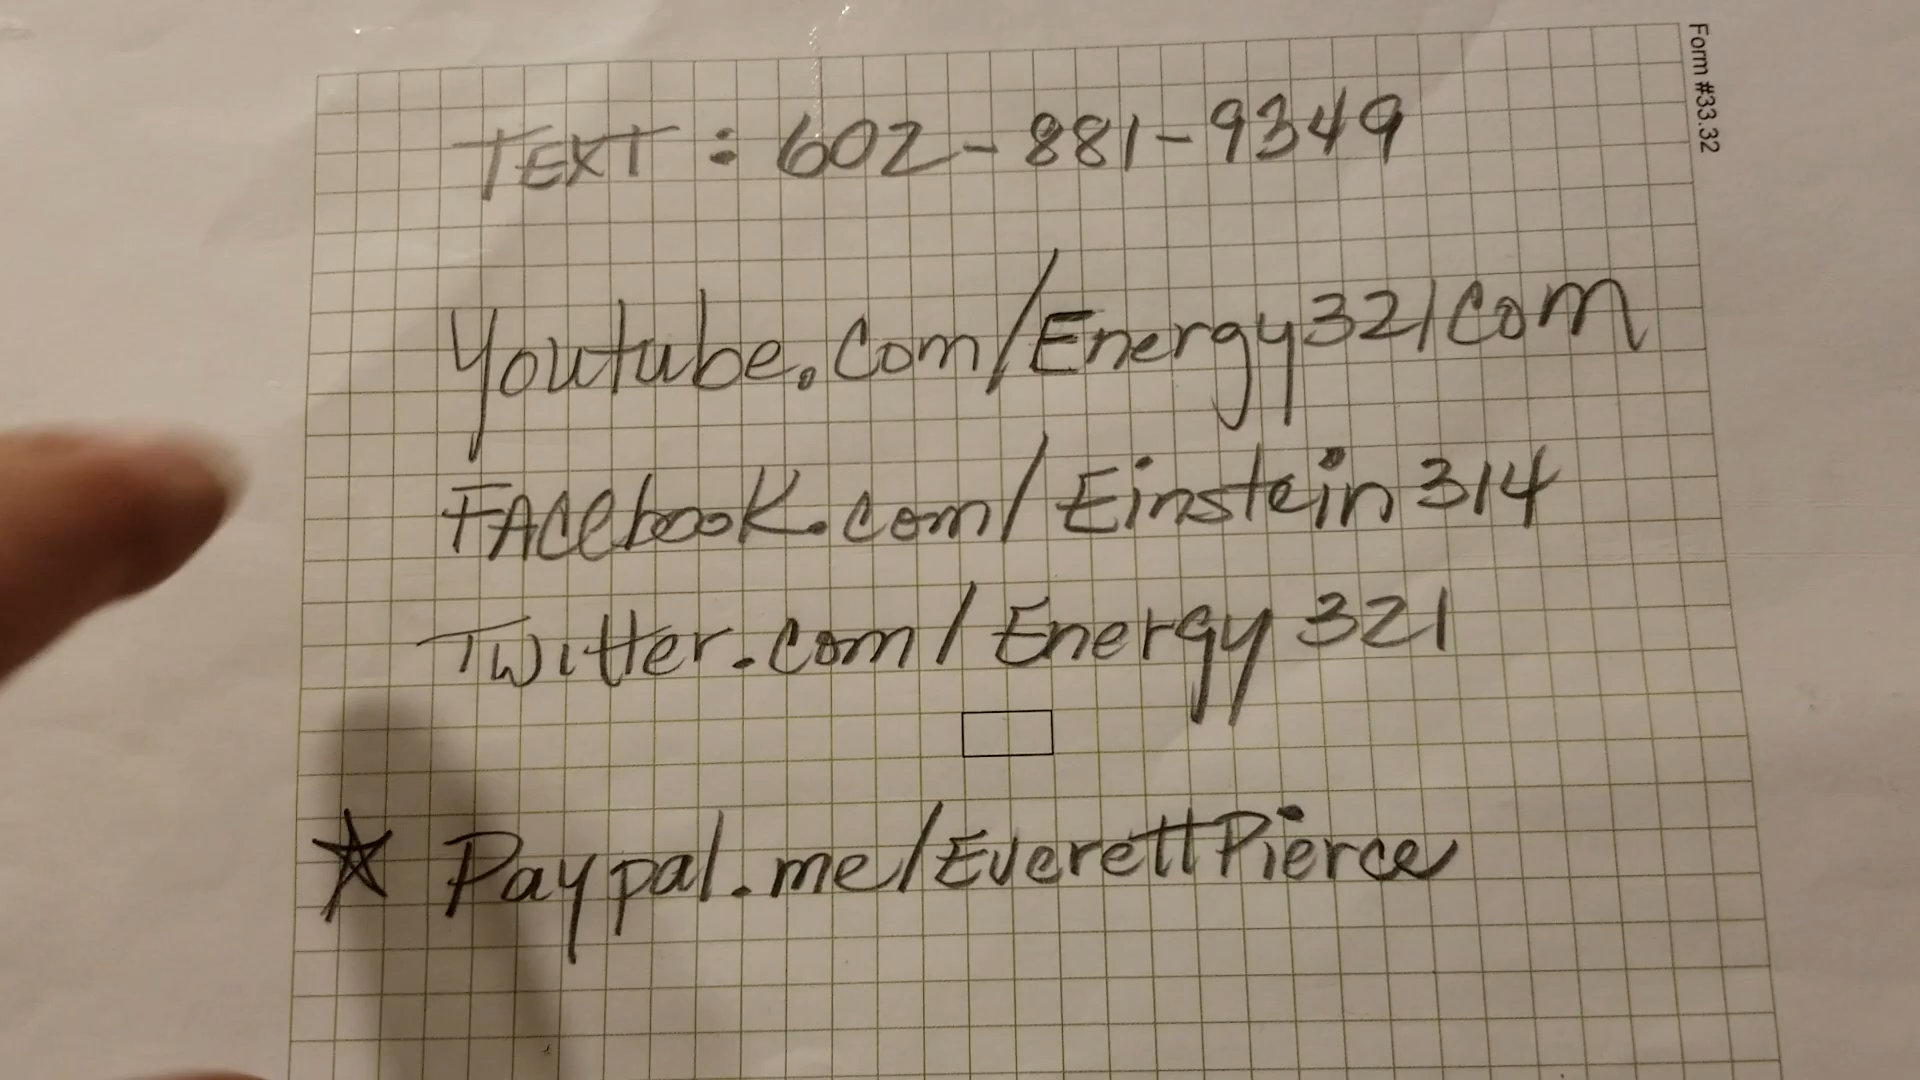 Form #33.32
TEXT: 602-881-9349
Youtube.com/Energy321com
FACebook.com/Einstein314
Twitter.com/Energy321
☆ Paypal.me/EverettPierce